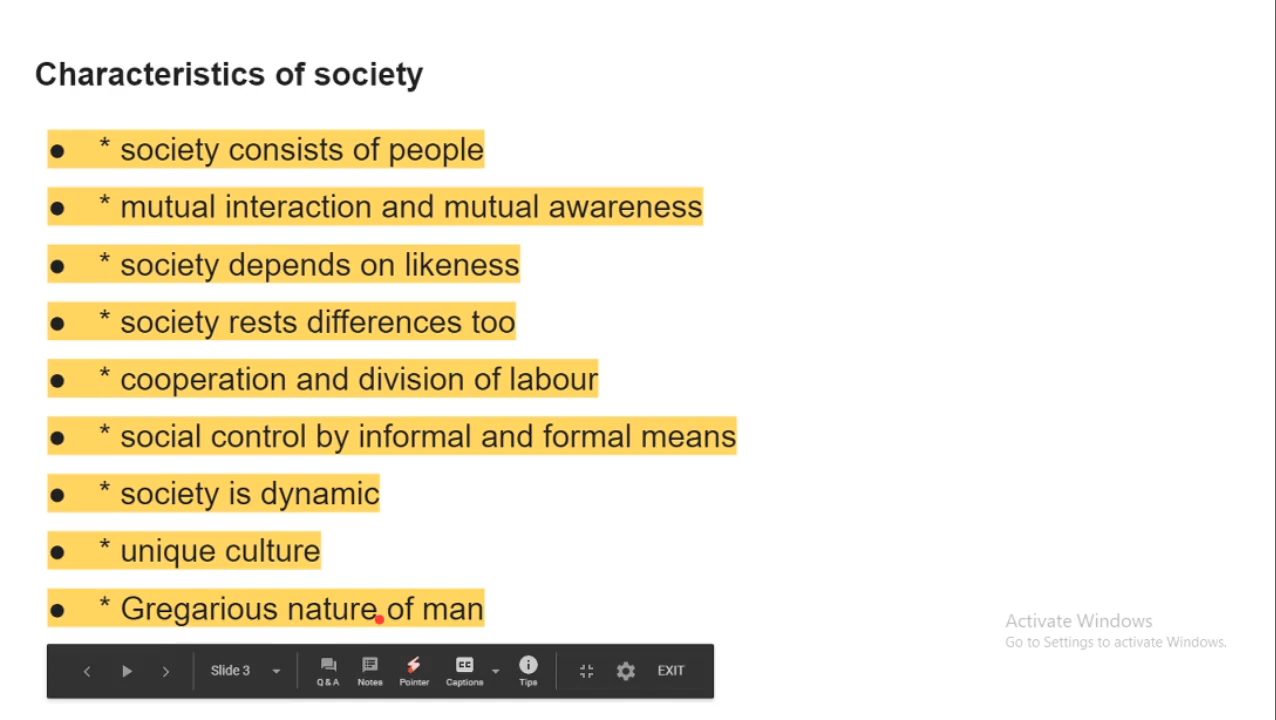 Characteristics of society
● * society consists of people
● * mutual interaction and mutual awareness
● * society depends on likeness
● * society rests differences too
● * cooperation and division of labour
● * social control by informal and formal means
● * society is dynamic
● * unique culture
● * Gregarious nature of man
Activate Windows
Go to Settings to activate Windows.
Slide 3 Q&A Notes Pointer CC Captions Tips EXIT